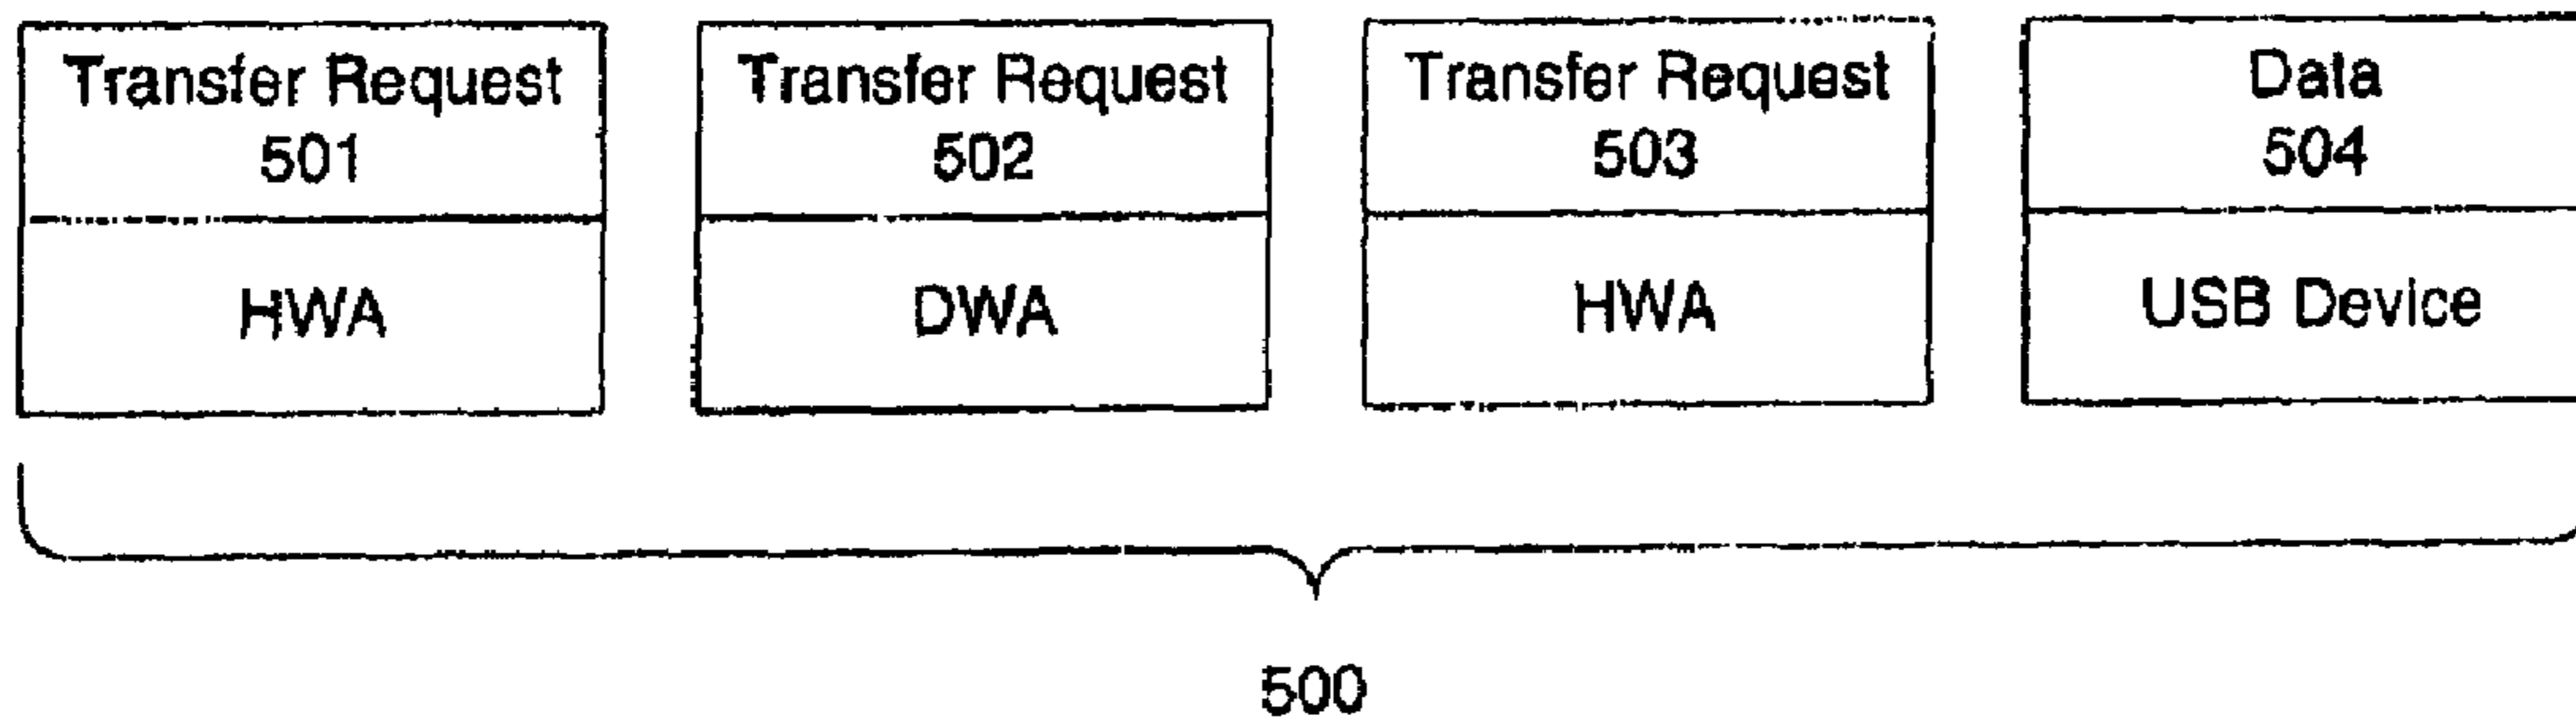 Transfer Request
501
HWA
Transfer Request
502
DWA
Transfer Request
503
HWA
Data
504
USB Device
500